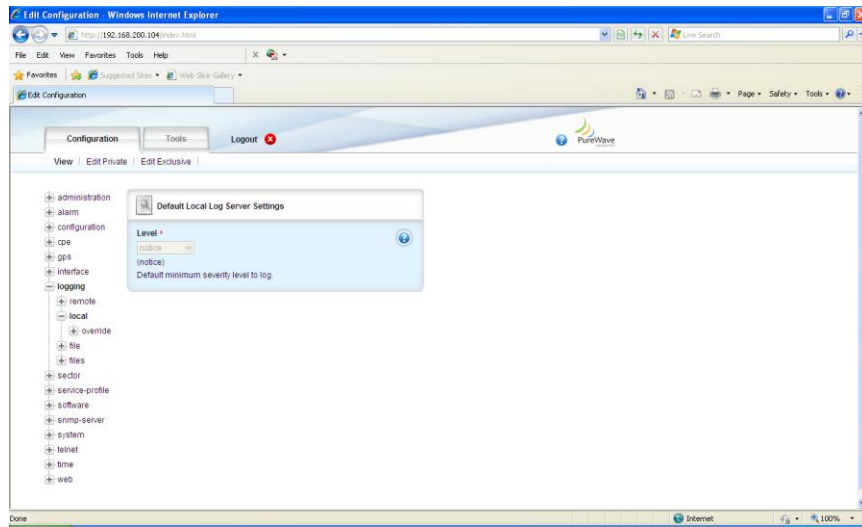 Edit Configuration - Windows Internet Explorer
http://192.168.200.104/index.html
Live Search
File Edit View Favorites Tools Help
Favorites Suggested Sites Web Slice Gallery
Edit Configuration
Page Safety Tools
Configuration Tools Logout
PureWave
View Edit Private Edit Exclusive
administration
alarm
configuration
cpe
gps
interface
logging
remote
local
override
file
files
sector
service-profile
software
snmp-server
system
telnet
time
web
Default Local Log Server Settings
Level *
notice
(notice)
Default minimum severity level to log.
Done Internet 100%